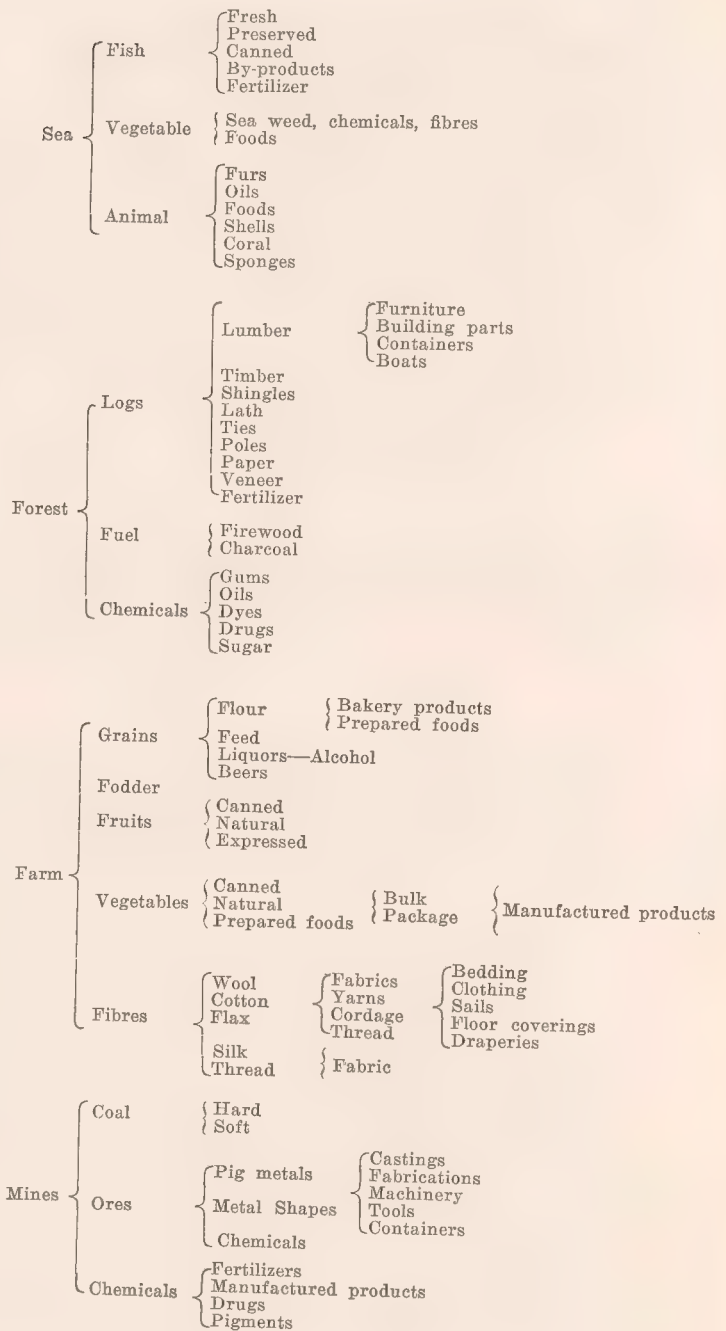 Fresh
Preserved
Fish
Canned
By-products
Fertilizer
Sea
Vegetable
Sea weed, chemicals, fibres
Foods
Furs
Oils
Animal
Foods
Shells
Coral
Sponges
Furniture
Lumber
Building parts
Containers
Boats
Timber
Shingles
Logs
Lath
Ties
Poles
Paper
Veneer
Fertilizer
Forest
Fuel
Firewood
Charcoal
Gums
Oils
Chemicals
Dyes
Drugs
Sugar
Flour
Bakery products
Prepared foods
Grains
Feed
Liquors—Alcohol
Beers
Fodder
Fruits
Canned
Natural
Expressed
Farm
Vegetables
Canned
Natural
Prepared foods
Bulk
Package
Manufactured products
Fibres
Wool
Cotton
Flax
Fabrics
Yarns
Cordage
Thread
Bedding
Clothing
Sails
Floor coverings
Draperies
Silk
Thread
Fabric
Coal
Hard
Soft
Mines
Ores
Pig metals
Metal Shapes
Chemicals
Castings
Fabrications
Machinery
Tools
Containers
Chemicals
Fertilizers
Manufactured products
Drugs
Pigments